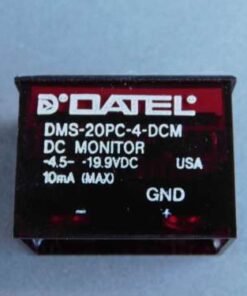 DATEL®
DMS-20PC-4-DCM
DC MONITOR
-4.5- -19.9VDC USA
10mA (MAX)
GND
- +